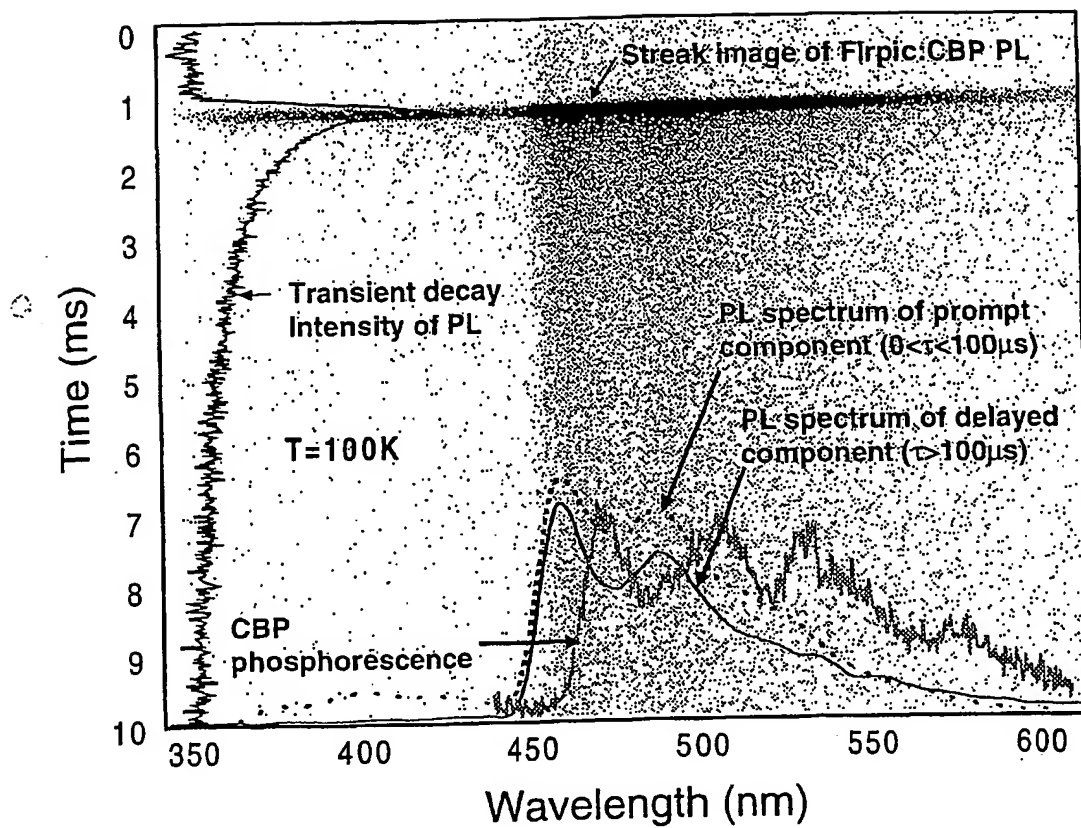 0
1
2
3
4
5
6
7
8
9
10
Time (ms)
Streak image of Firpic:CBP PL
Transient decay
Intensity of PL
T=100K
PL spectrum of prompt
component (0<τ<100μs)
PL spectrum of delayed
component (τ>100μs)
CBP
phosphorescence
350
400
450
500
550
600
Wavelength (nm)